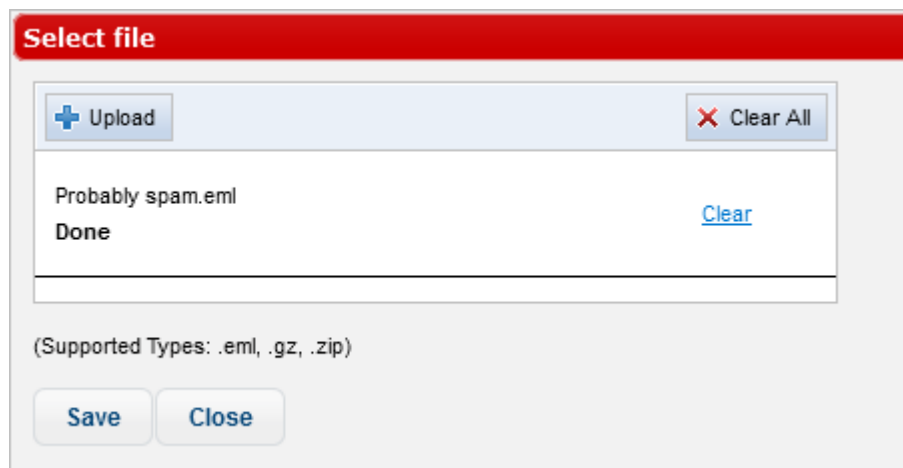 Select file
Upload
Clear All
Probably spam.eml
Clear
Done
(Supported Types: .eml, .gz, .zip)
Save
Close